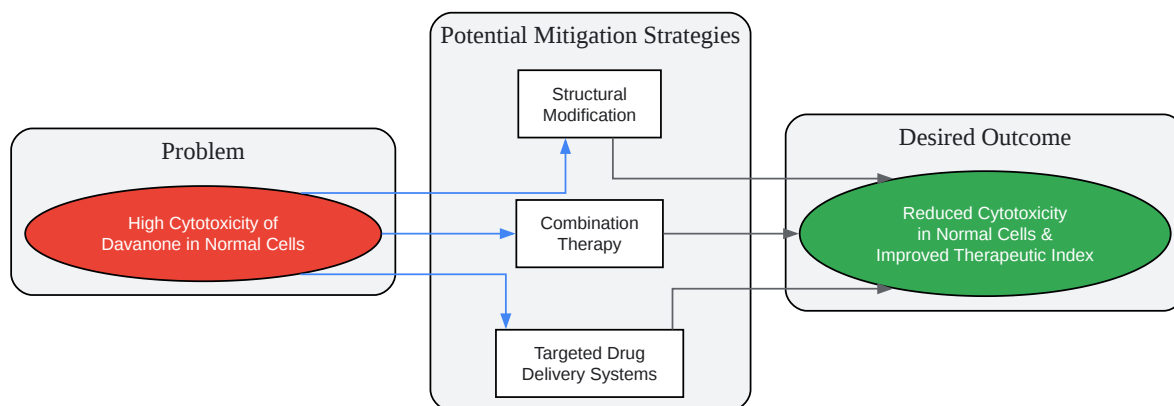 Problem
High Cytotoxicity of
Davanone in Normal Cells
Potential Mitigation Strategies
Structural
Modification
Combination
Therapy
Targeted Drug
Delivery Systems
Desired Outcome
Reduced Cytotoxicity
in Normal Cells &
Improved Therapeutic Index